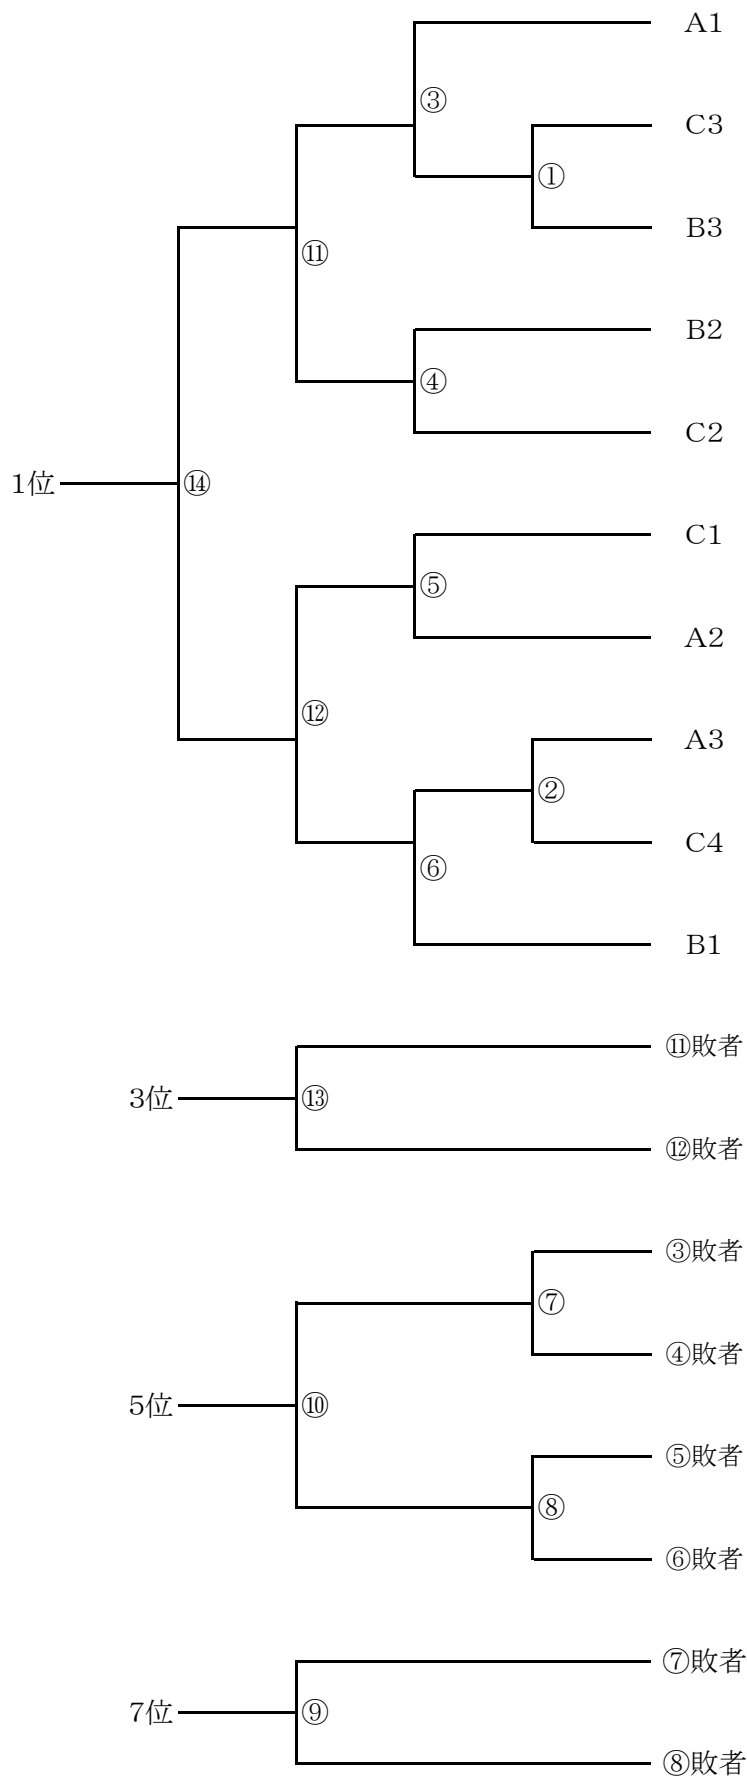 A1
③
C3
①
B3
⑪
B2
④
C2
1位
⑭
C1
⑤
A2
⑫
A3
②
C4
⑥
B1
⑪敗者
3位
⑬
⑫敗者
③敗者
⑦
④敗者
5位
⑩
⑤敗者
⑧
⑥敗者
⑦敗者
7位
⑨
⑧敗者